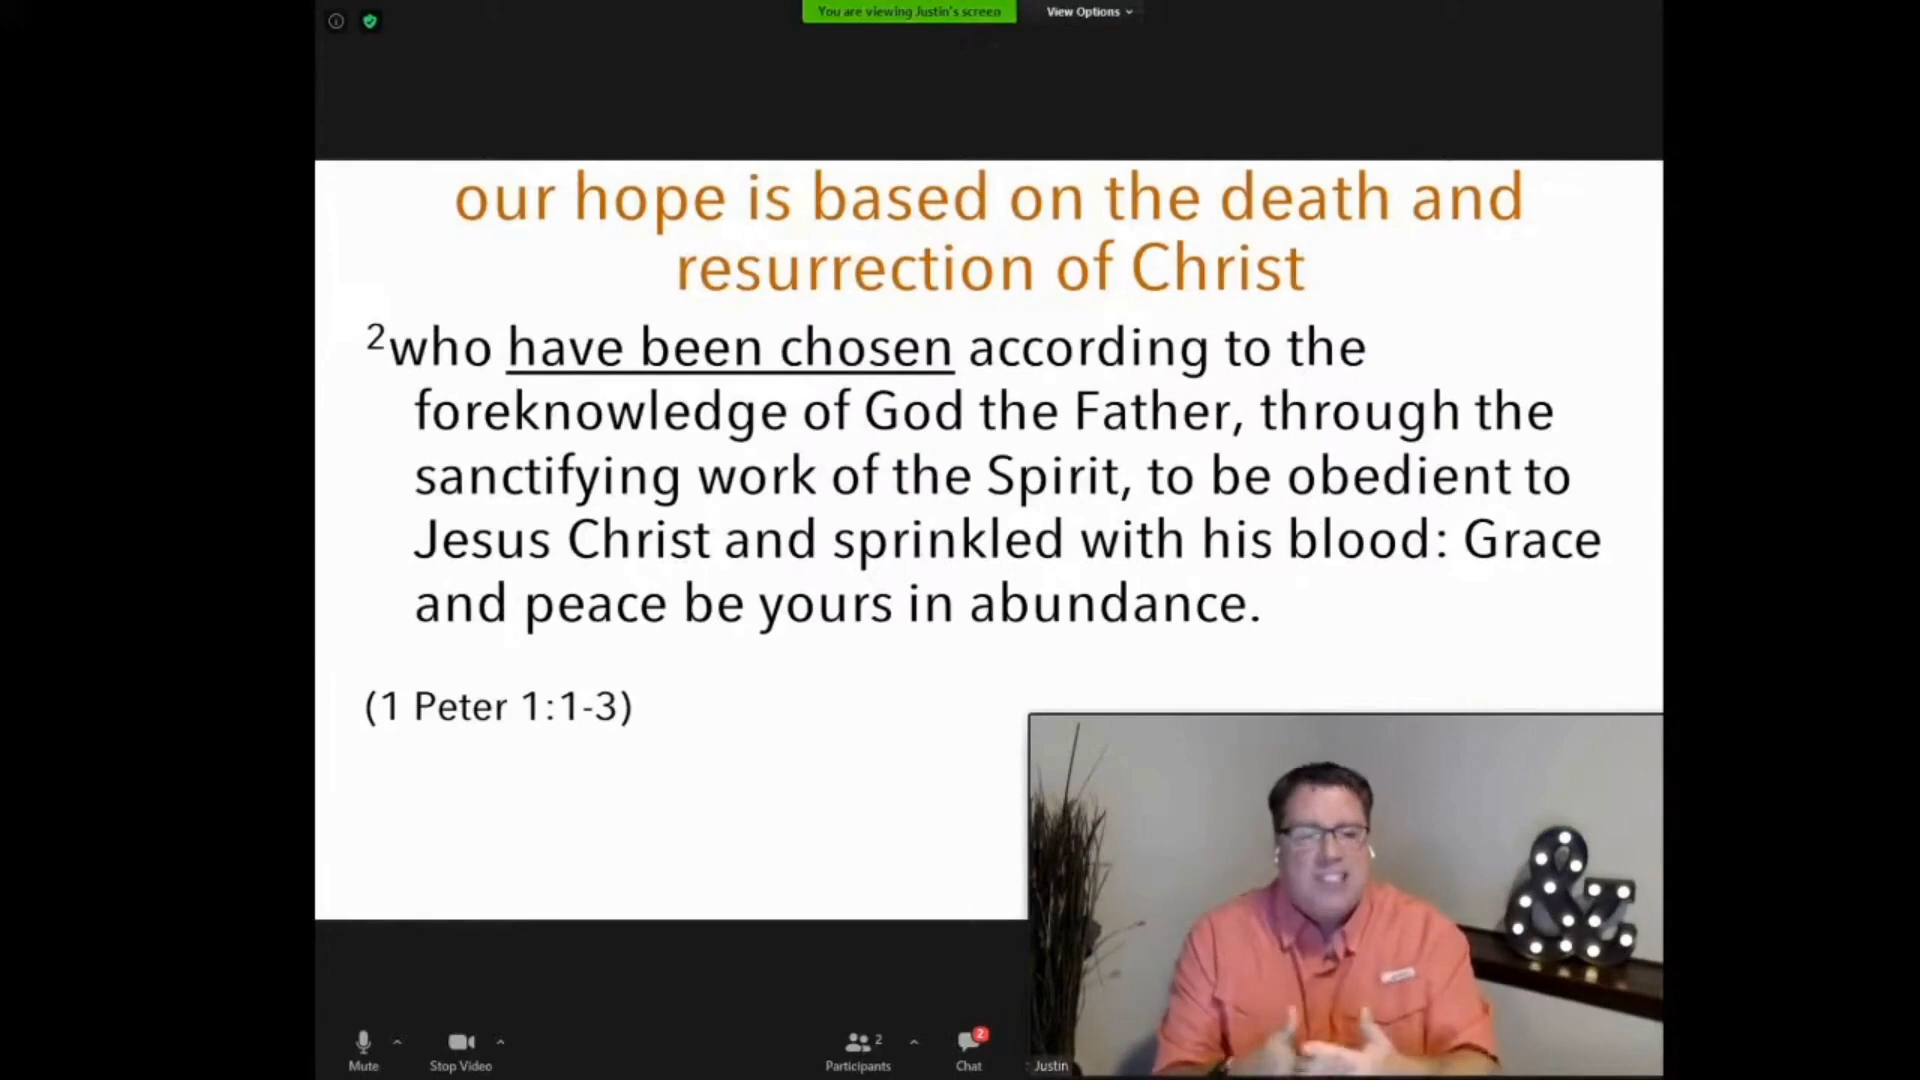 You are viewing Justin's screen View Options
our hope is based on the death and
resurrection of Christ
2who have been chosen according to the
foreknowledge of God the Father, through the
sanctifying work of the Spirit, to be obedient to
Jesus Christ and sprinkled with his blood: Grace
and peace be yours in abundance.
(1 Peter 1:1-3)
&
2
2
Mute Stop Video Participants Chat Justin